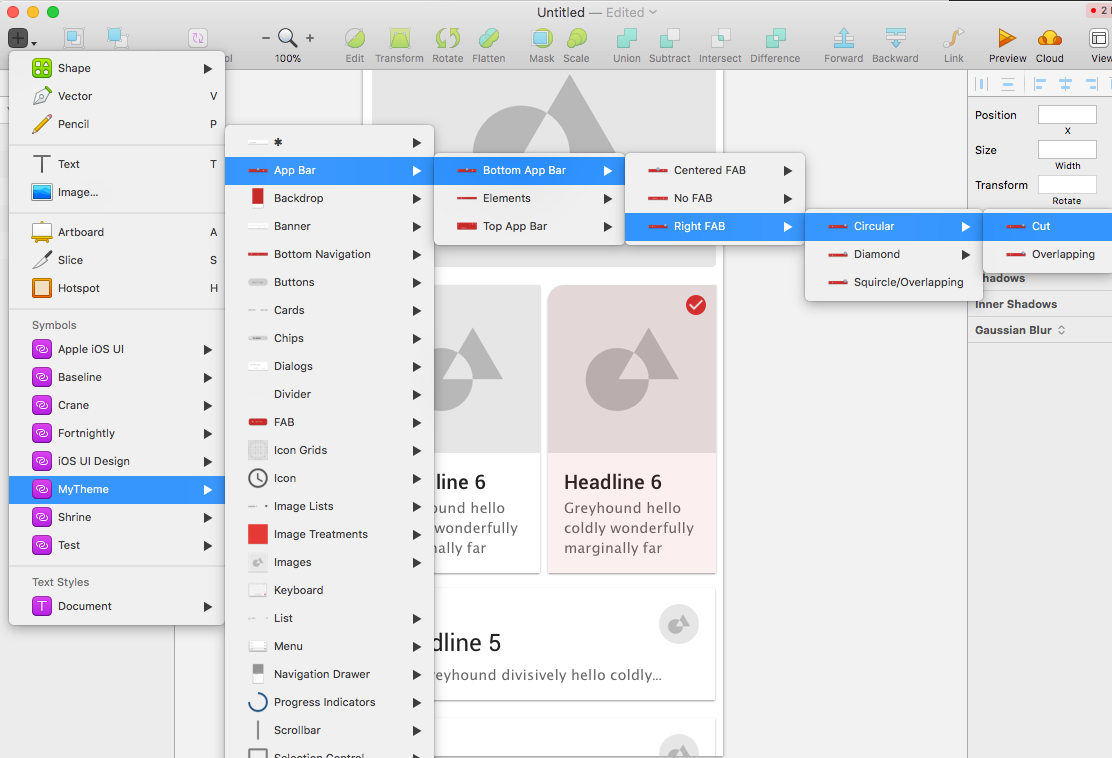 Untitled — Edited
2
100%
Edit
Transform
Rotate
Flatten
Mask
Scale
Union
Subtract
Intersect
Difference
Forward
Backward
Link
Preview
Cloud
View
Shape
Vector V
Pencil P
Text T
Image...
Artboard A
Slice S
Hotspot H
Symbols
Apple iOS UI
Baseline
Crane
Fortnightly
iOS UI Design
MyTheme
Shrine
Test
Text Styles
Document
*
App Bar
Backdrop
Banner
Bottom Navigation
Buttons
Cards
Chips
Dialogs
Divider
FAB
Icon Grids
Icon
Image Lists
Image Treatments
Images
Keyboard
List
Menu
Navigation Drawer
Progress Indicators
Scrollbar
Selection Control
Bottom App Bar
Elements
Top App Bar
Centered FAB
No FAB
Right FAB
Circular
Diamond
Squircle/Overlapping
Cut
Overlapping
Position
X
Size
Width
Transform
Rotate
hadows
Inner Shadows
Gaussian Blur
line 6
ound hello
wonderfully
nally far
Headline 6
Greyhound hello
coldly wonderfully
marginally far
dline 5
eyhound divisively hello coldly...